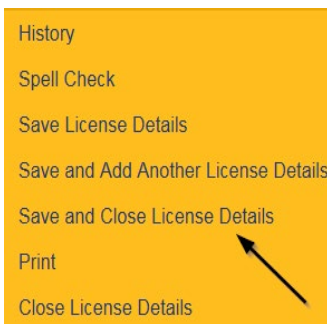 History
Spell Check
Save License Details
Save and Add Another License Details
Save and Close License Details
Print
Close License Details